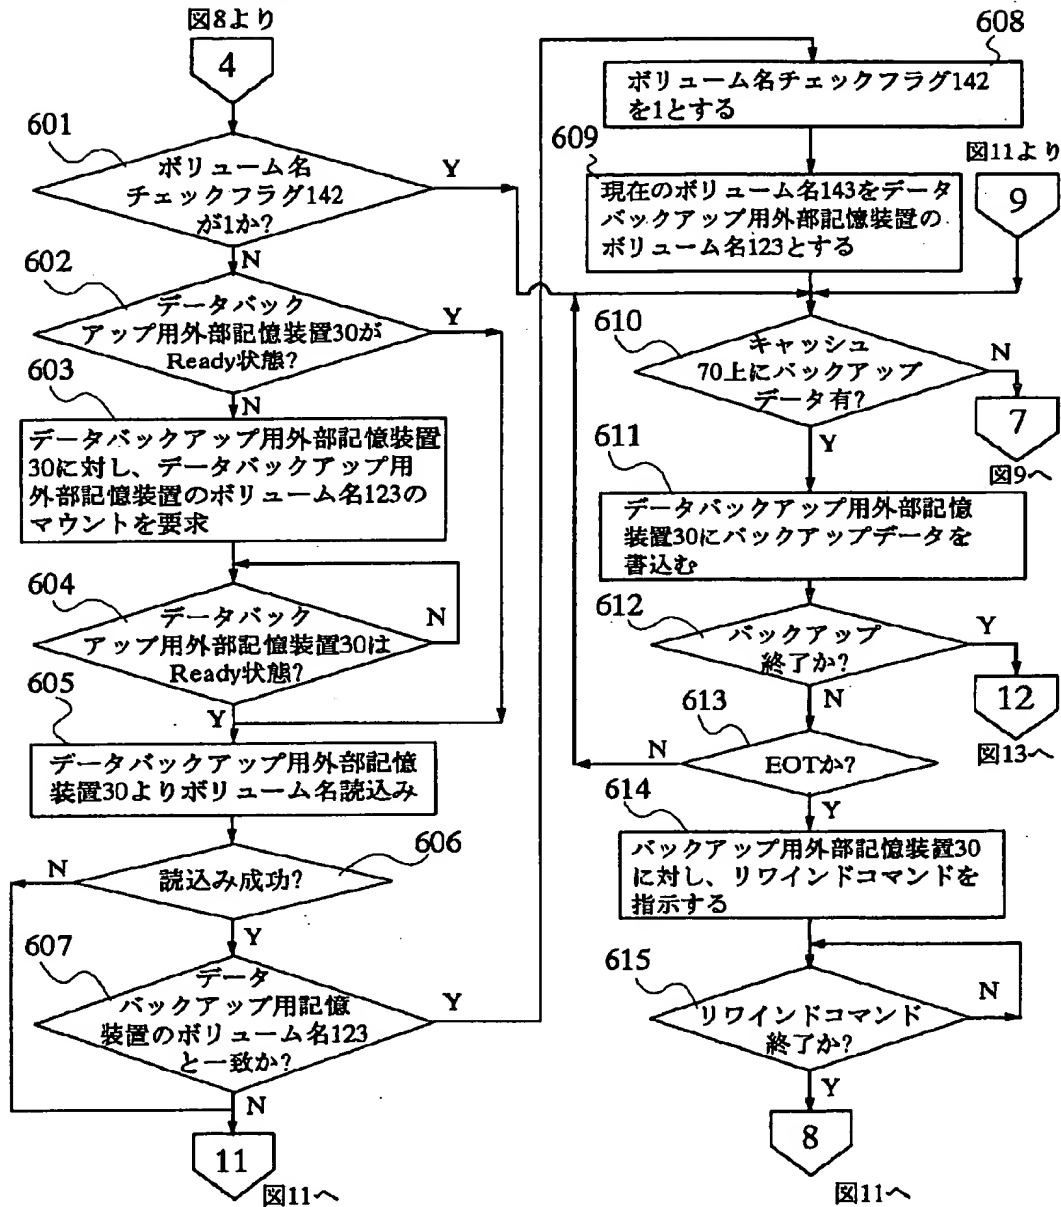 図8より
4
601
ボリューム名
チェックフラグ142
が1か?
Y
N
602
データバック
アップ用外部記憶装置30が
Ready状態?
Y
N
603
データバックアップ用外部記憶装置
30に対し、データバックアップ用
外部記憶装置のボリューム名123の
マウントを要求
604
データバック
アップ用外部記憶装置30は
Ready状態?
N
Y
605
データバックアップ用外部記憶
装置30よりボリューム名読込み
606
読込み成功?
N
Y
607
データ
バックアップ用記憶
装置のボリューム名123
と一致か?
Y
N
11
図11へ
608
ボリューム名チェックフラグ142
を1とする
609
現在のボリューム名143をデータ
バックアップ用外部記憶装置の
ボリューム名123とする
図11より
9
610
キャッシュ
70上にバックアップ
データ有?
N
Y
7
図9へ
611
データバックアップ用外部記憶
装置30にバックアップデータを
書込む
612
バックアップ
終了か?
Y
N
12
図13へ
613
EOTか?
N
Y
614
バックアップ用外部記憶装置30
に対し、リワインドコマンドを
指示する
615
リワインドコマンド
終了か?
N
Y
8
図11へ